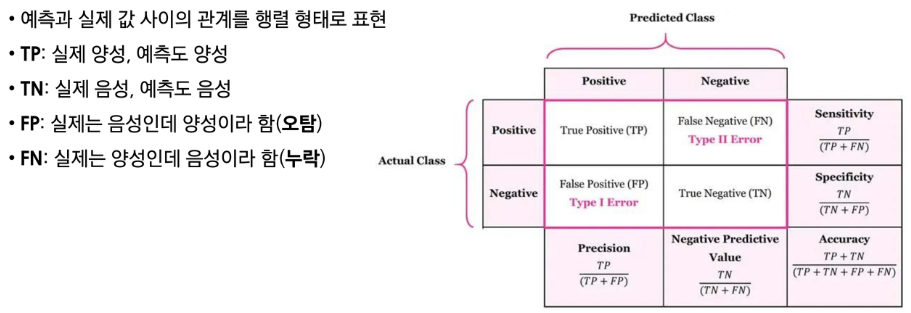 • 예측과 실제 값 사이의 관계를 행렬 형태로 표현
• TP: 실제 양성, 예측도 양성
• TN: 실제 음성, 예측도 음성
• FP: 실제는 음성인데 양성이라 함(오탐)
• FN: 실제는 양성인데 음성이라 함(누락)
Predicted Class
Positive
Negative
Actual Class
Positive
True Positive (TP)
False Negative (FN)
Type II Error
Sensitivity
TP
(TP + FN)
Negative
False Positive (FP)
Type I Error
True Negative (TN)
Specificity
TN
(TN + FP)
Precision
TP
(TP + FP)
Negative Predictive
Value
TN
(TN + FN)
Accuracy
TP + TN
(TP + TN + FP + FN)